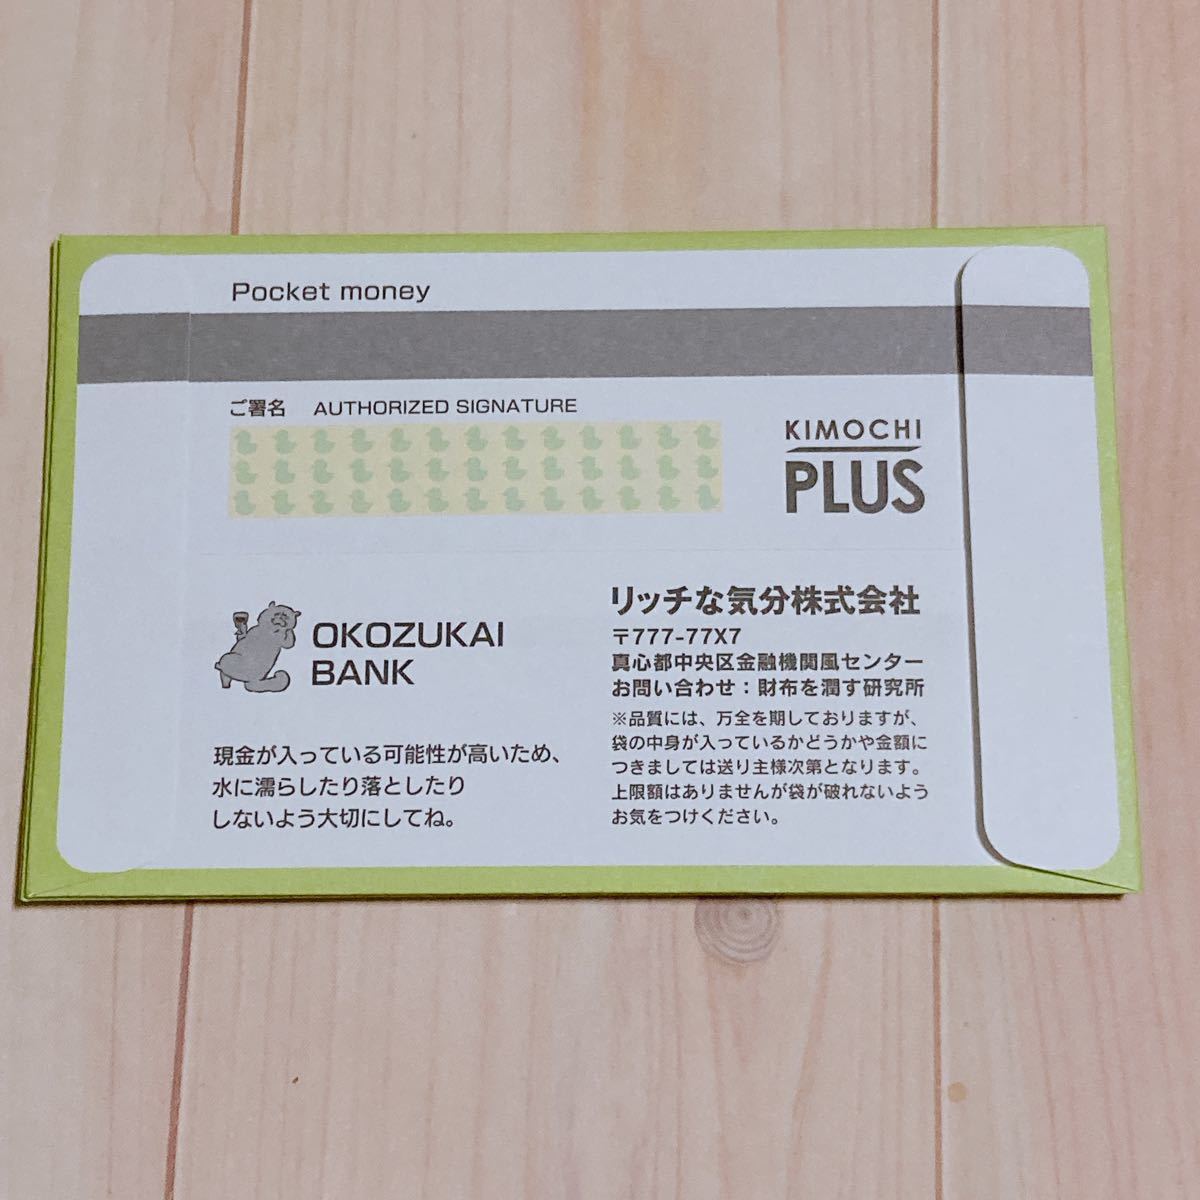 Pocket money
ご署名 AUTHORIZED SIGNATURE
KIMOCHI
PLUS
OKOZUKAI
BANK
現金が入っている可能性が高いため、
水に濡らしたり落としたり
しないよう大切にしてね。
リッチな気分株式会社
〒777-77X7
真心都中央区金融機関風センター
お問い合わせ：財布を潤す研究所
※品質には、万全を期しておりますが、
袋の中身が入っているかどうかや金額に
つきましては送り主様次第となります。
上限額はありませんが袋が破れないよう
お気をつけください。